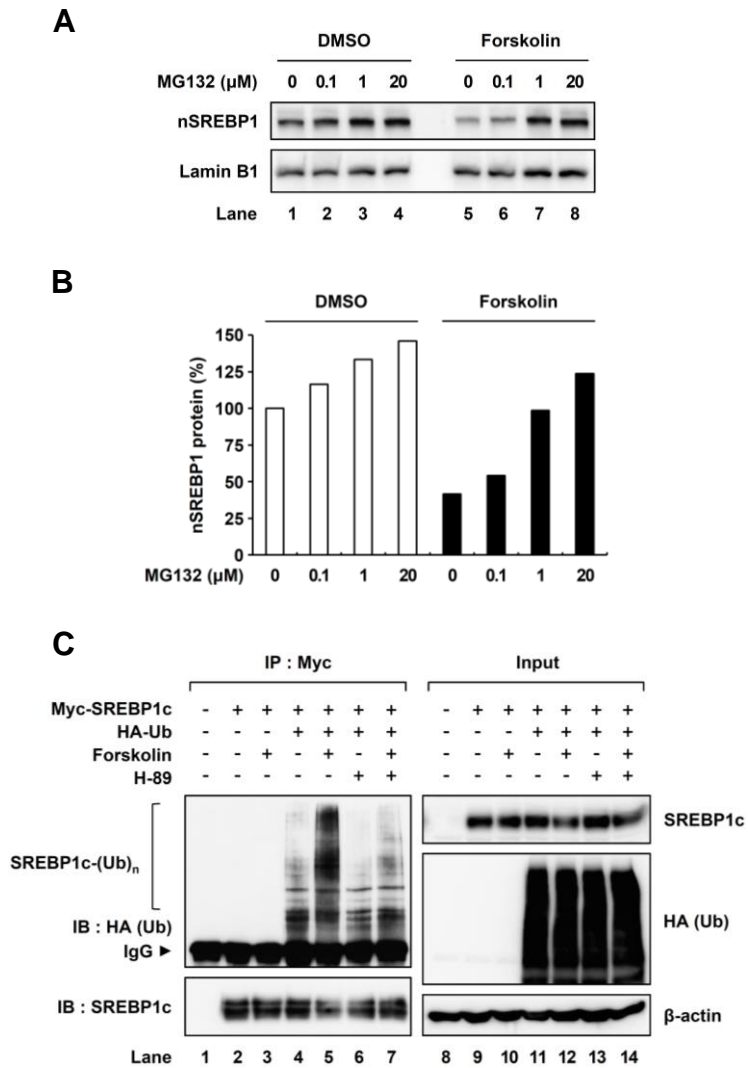 A
DMSO Forskolin
MG132 (µM) 0 0.1 1 20 0 0.1 1 20
nSREBP1
Lamin B1
Lane 1 2 3 4 5 6 7 8
B
DMSO Forskolin
nSREBP1 protein (%)
150
125
100
75
50
25
0
MG132 (µM) 0 0.1 1 20 0 0.1 1 20
C
IP : Myc Input
Myc-SREBP1c - + + + + + + - + + + + + +
HA-Ub - - - + + + + - - - + + + +
Forskolin - - + - + - + - - + - + - +
H-89 - - - - - + + - - - - - + +
SREBP1c-(Ub)n
IB : HA (Ub)
IgG ►
IB : SREBP1c
SREBP1c
HA (Ub)
β-actin
Lane 1 2 3 4 5 6 7 8 9 10 11 12 13 14